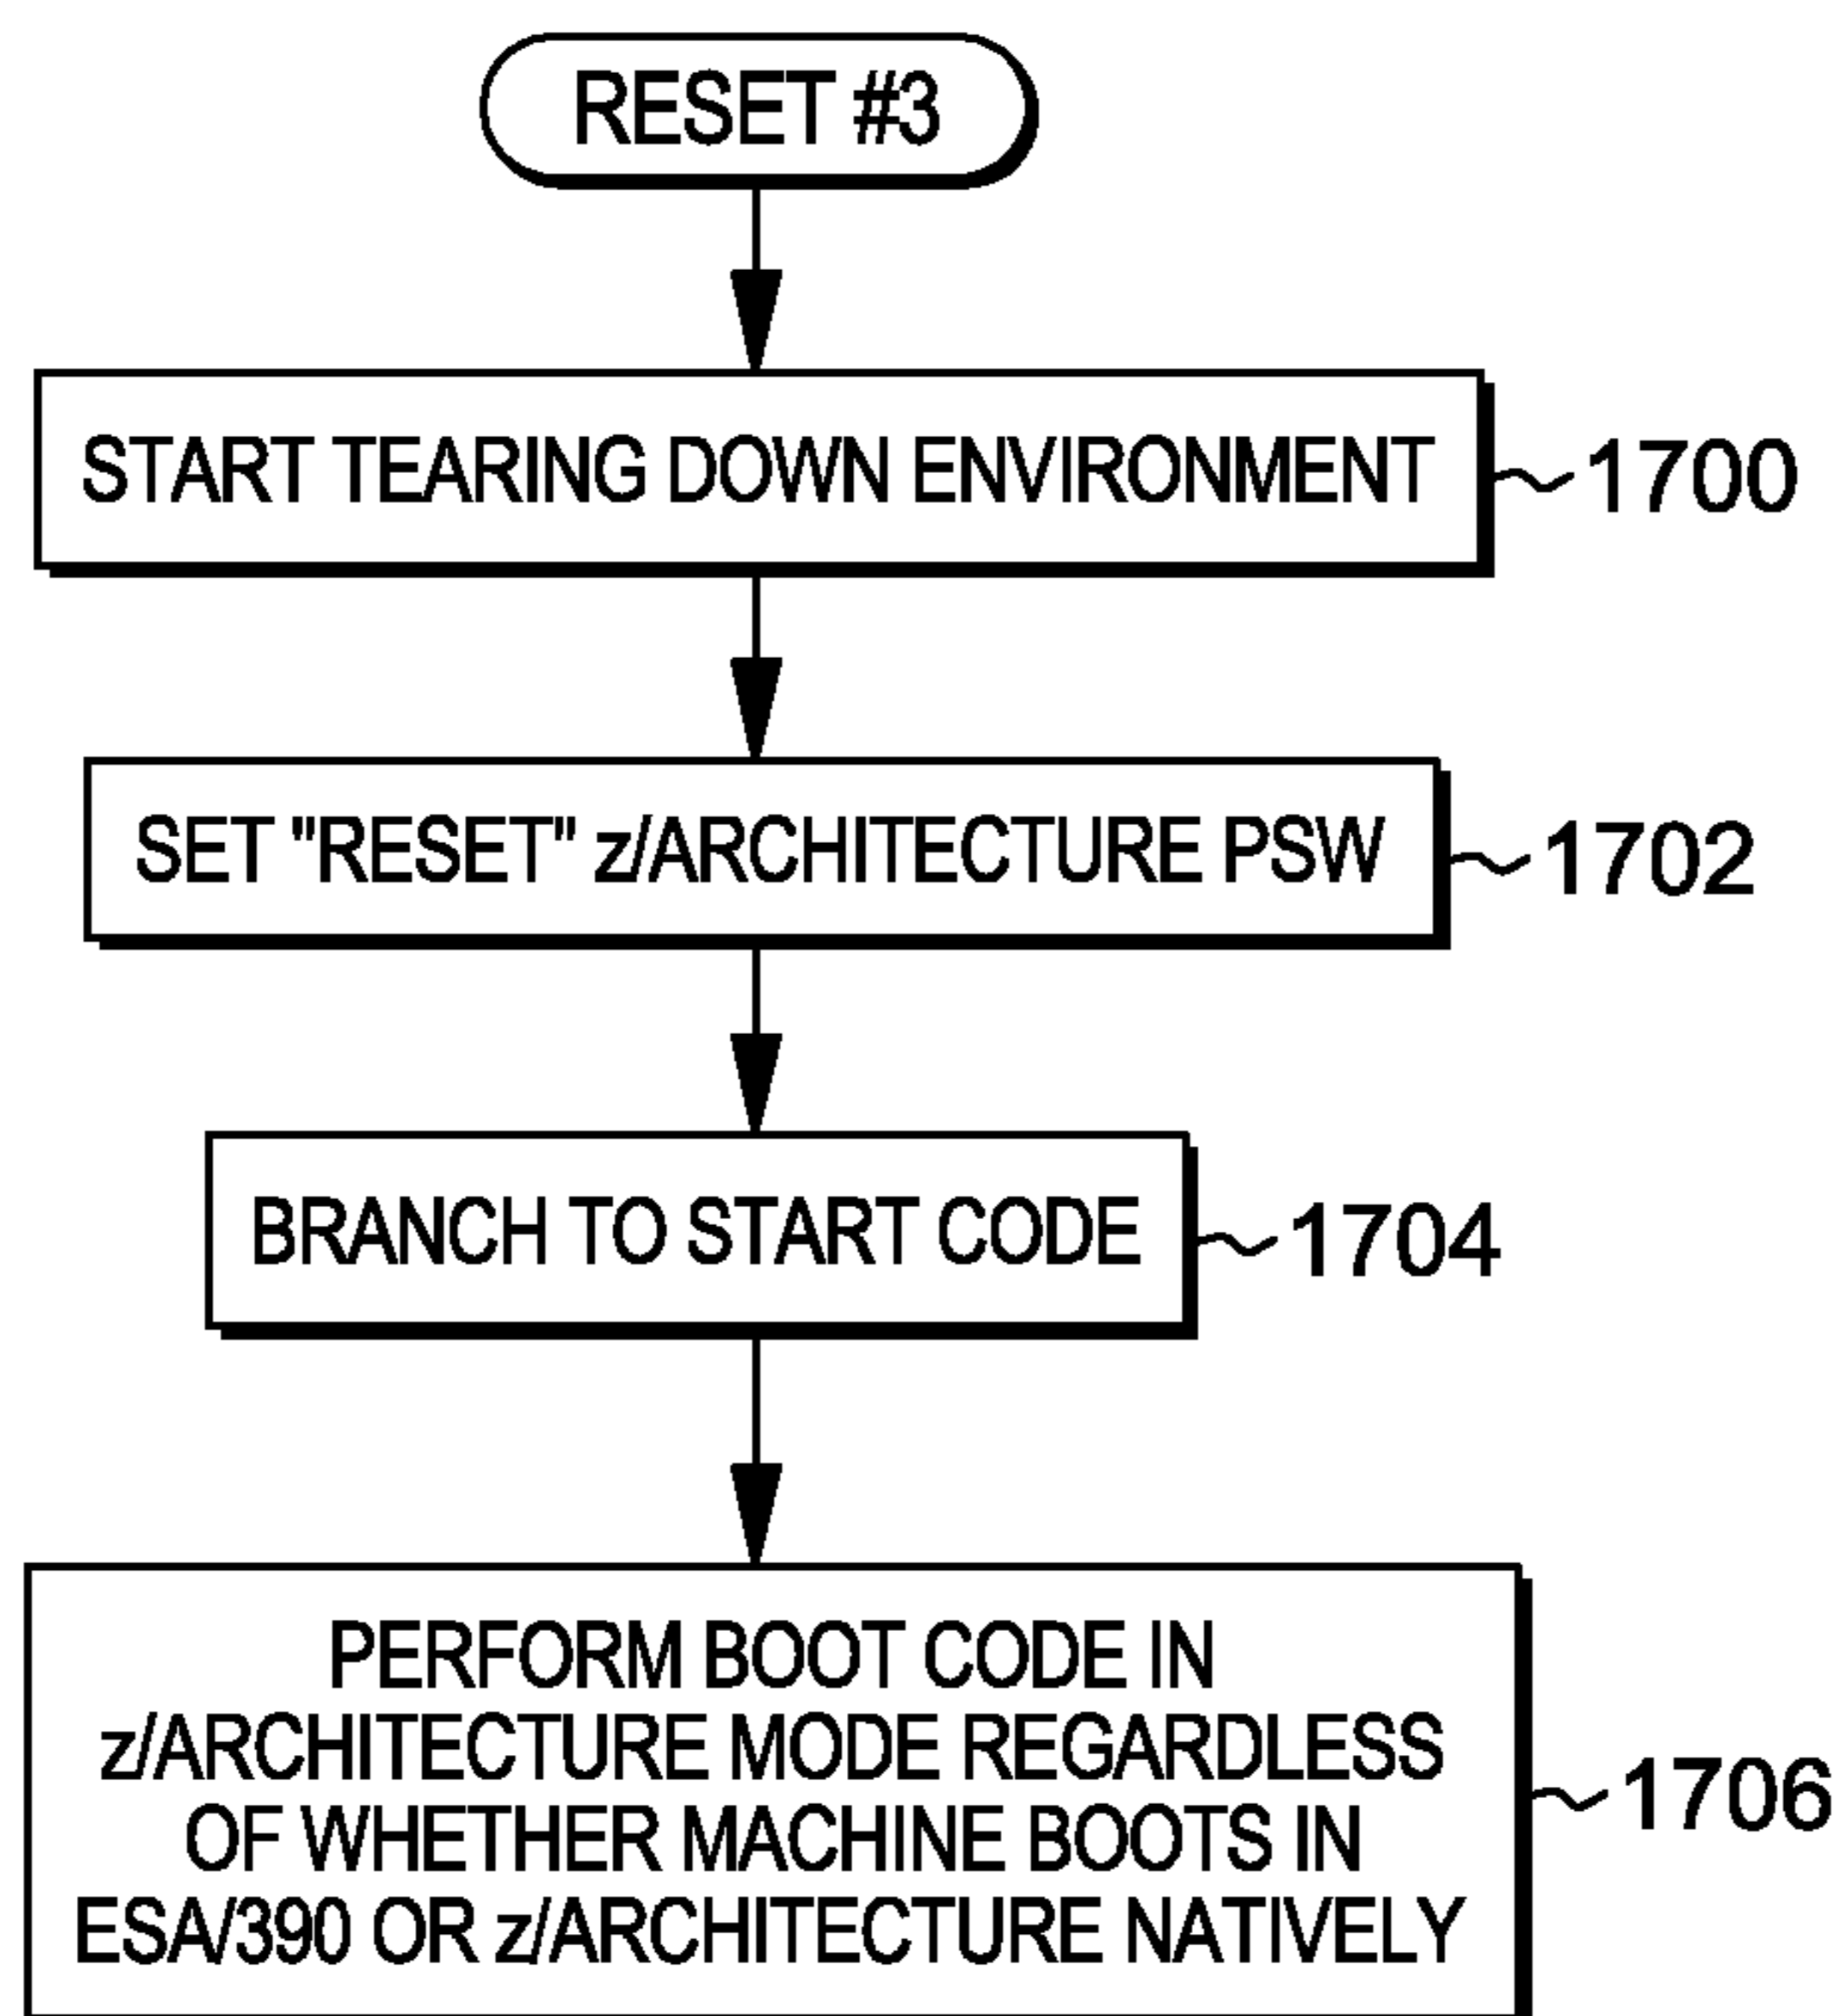 RESET #3
START TEARING DOWN ENVIRONMENT
1700
SET "RESET" z/ARCHITECTURE PSW
1702
BRANCH TO START CODE
1704
PERFORM BOOT CODE IN
z/ARCHITECTURE MODE REGARDLESS
OF WHETHER MACHINE BOOTS IN
ESA/390 OR z/ARCHITECTURE NATIVELY
1706